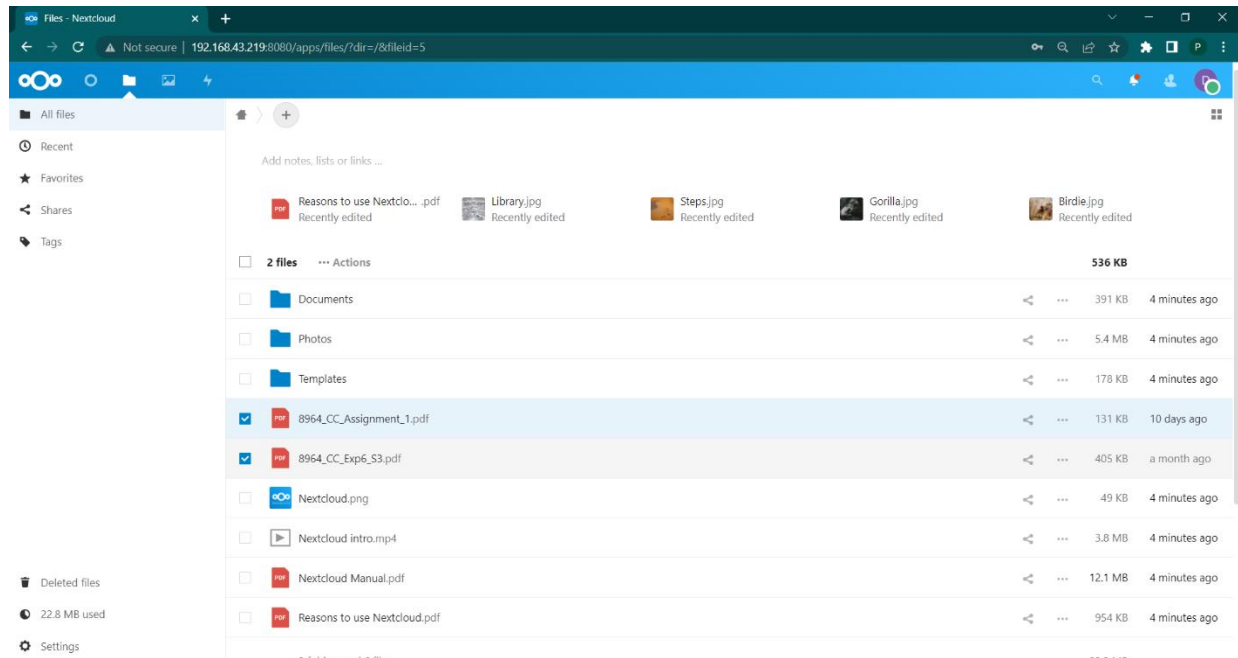 Files - Nextcloud
Not secure | 192.168.43.219:8080/apps/files/?dir=/&fileid=5
P
All files
Recent
Favorites
Shares
Tags
Deleted files
22.8 MB used
Settings
Add notes, lists or links ...
Reasons to use Nextclo... .pdf
Recently edited
Library.jpg
Recently edited
Steps.jpg
Recently edited
Gorilla.jpg
Recently edited
Birdie.jpg
Recently edited
2 files ··· Actions 536 KB
Documents 391 KB 4 minutes ago
Photos 5.4 MB 4 minutes ago
Templates 178 KB 4 minutes ago
PDF 8964_CC_Assignment_1.pdf 131 KB 10 days ago
PDF 8964_CC_Exp6_S3.pdf 405 KB a month ago
Nextcloud.png 49 KB 4 minutes ago
Nextcloud intro.mp4 3.8 MB 4 minutes ago
PDF Nextcloud Manual.pdf 12.1 MB 4 minutes ago
PDF Reasons to use Nextcloud.pdf 954 KB 4 minutes ago